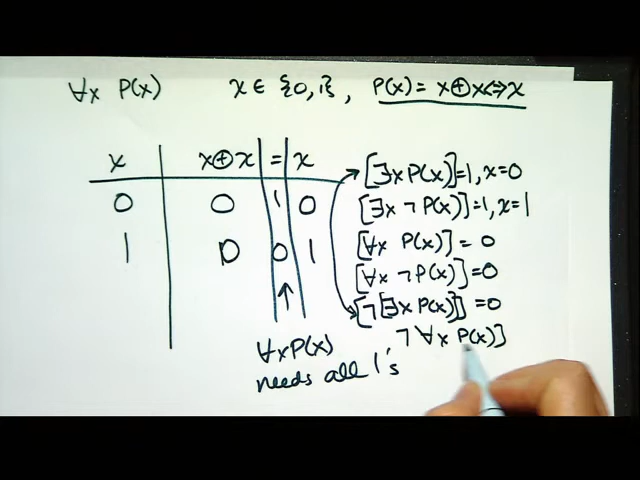 ∀x P(x) x ∈ {0,1}, P(x) = x⊕x<=>x
x x⊕x = x
0 0 1 0
1 0 0 1
[∃x P(x)]=1, x=0
[∃x ¬P(x)]=1, x=1
[∀x P(x)] = 0
[∀x ¬P(x)]=0
[¬[∃x P(x)]] = 0
¬∀x P(x)]
∀x P(x)
needs all 1's